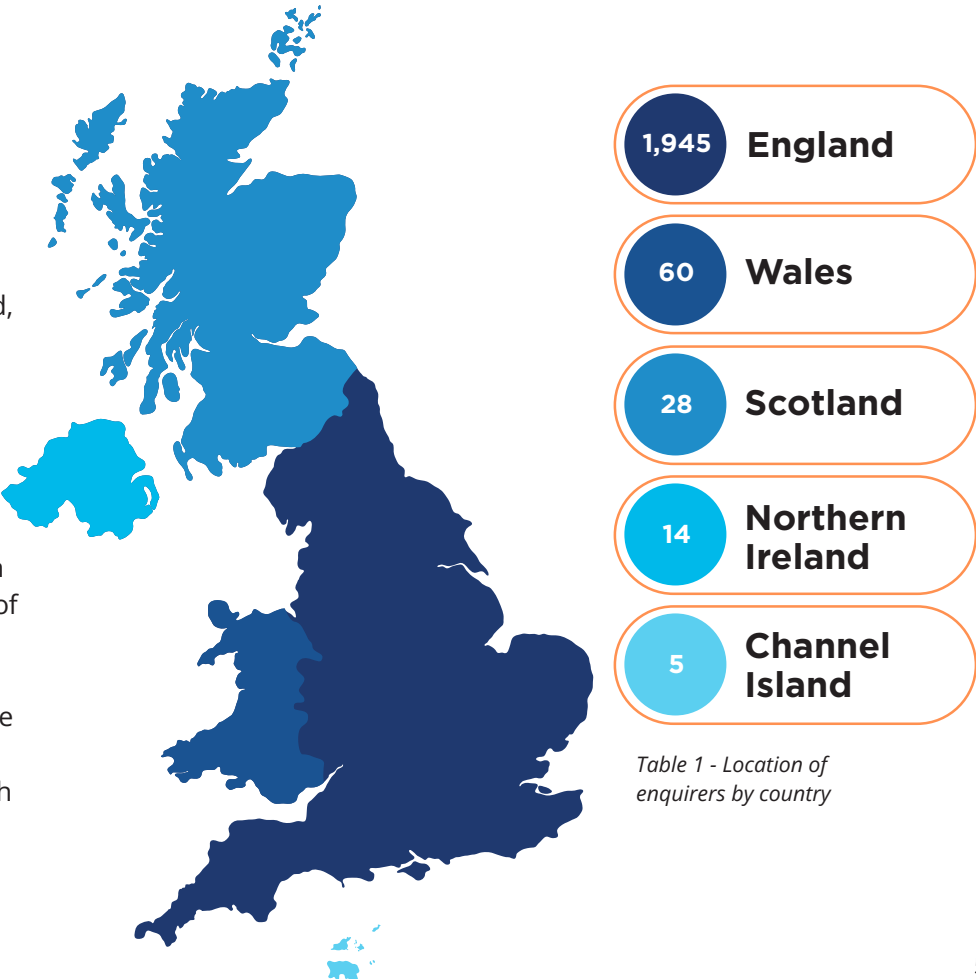 d,
n
of
e
h
1,945 England
60 Wales
28 Scotland
14 Northern
Ireland
5 Channel
Island
Table 1 - Location of
enquirers by country